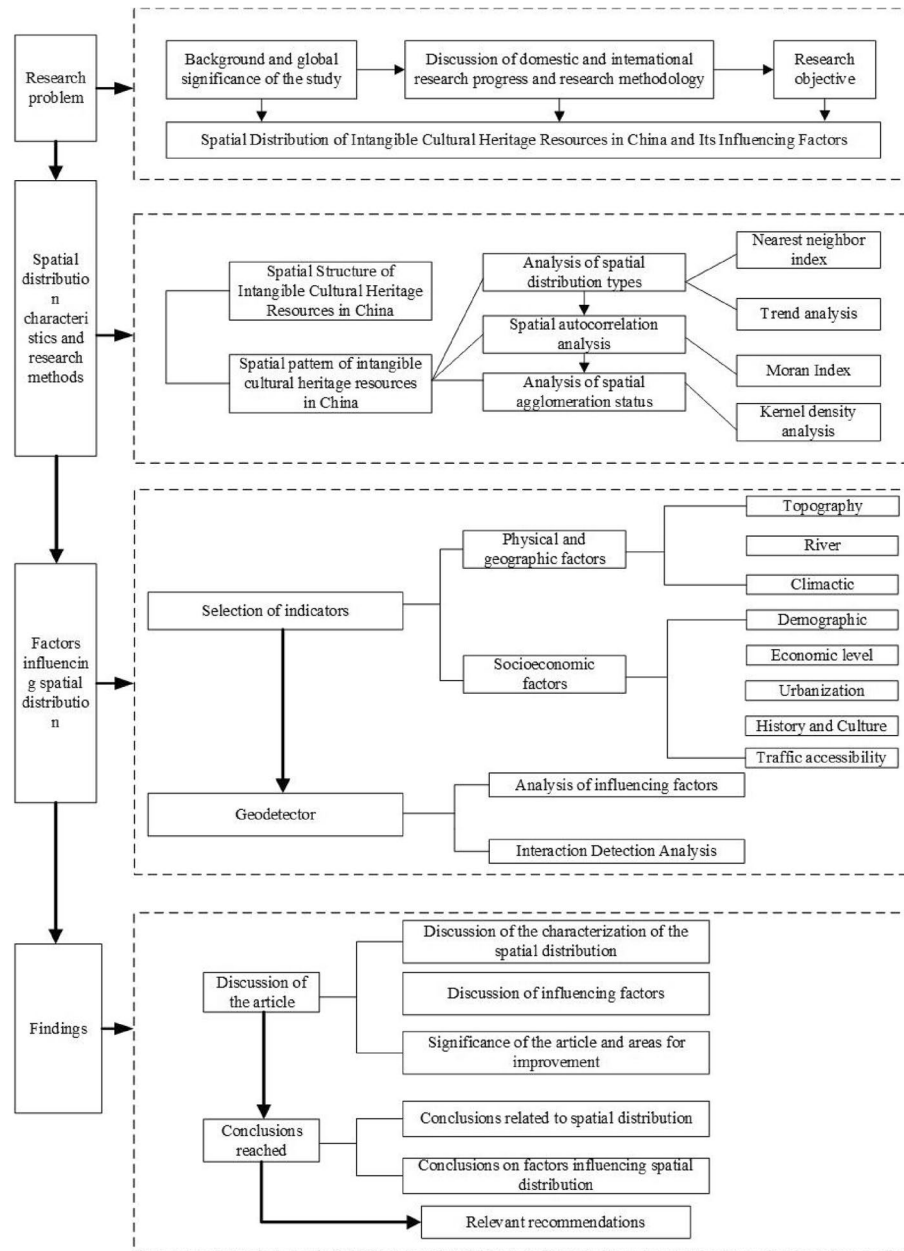 Research
problem
Background and global
significance of the study
Discussion of domestic and international
research progress and research methodology
Research
objective
Spatial Distribution of Intangible Cultural Heritage Resources in China and Its Influencing Factors
Spatial
distributio
n
characteri
stics and
research
methods
Spatial Structure of
Intangible Cultural Heritage
Resources in China
Spatial pattern of intangible
cultural heritage resources
in China
Analysis of spatial
distribution types
Spatial autocorrelation
analysis
Analysis of spatial
agglomeration status
Nearest neighbor
index
Trend analysis
Moran Index
Kernel density
analysis
Factors
influencin
g spatial
distributio
n
Selection of indicators
Physical and
geographic factors
Topography
River
Climactic
Socioeconomic
factors
Demographic
Economic level
Urbanization
History and Culture
Traffic accessibility
Geodetector
Analysis of influencing factors
Interaction Detection Analysis
Findings
Discussion of
the article
Discussion of the characterization of the
spatial distribution
Discussion of influencing factors
Significance of the article and areas for
improvement
Conclusions
reached
Conclusions related to spatial distribution
Conclusions on factors influencing spatial
distribution
Relevant recommendations